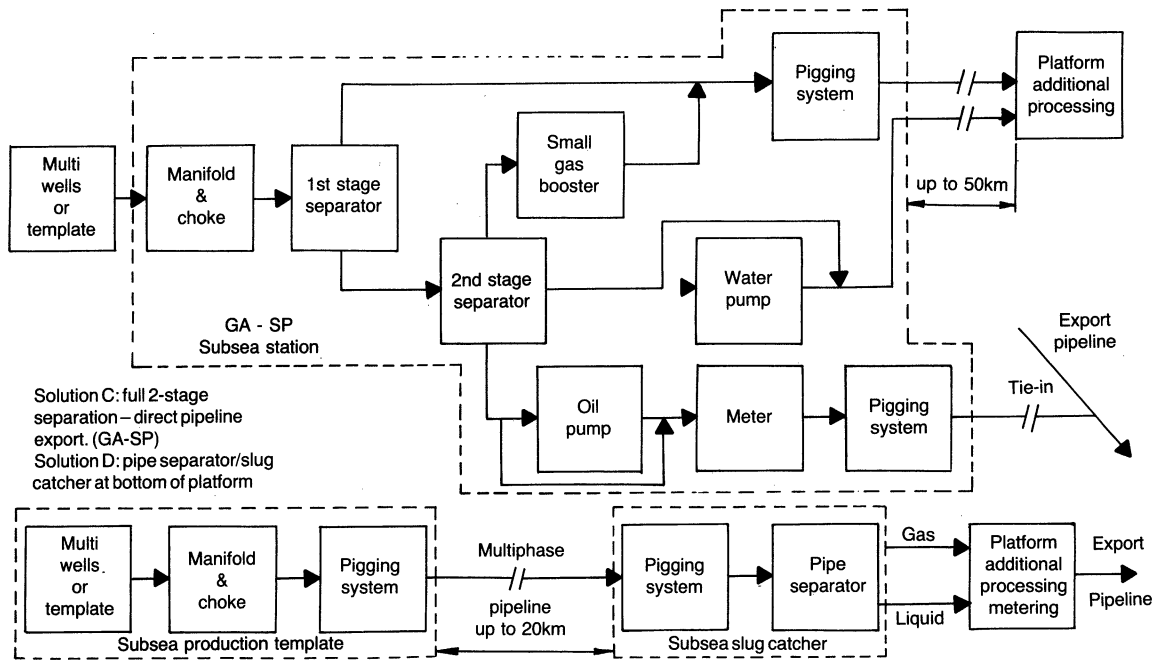 Pigging
system
Platform
additional
processing
Small
gas
booster
Multi
wells
or
template
Manifold
&
choke
1st stage
separator
up to 50km
2nd stage
separator
Water
pump
GA - SP
Subsea station
Export
pipeline
Tie-in
Solution C: full 2-stage
separation – direct pipeline
export. (GA-SP)
Solution D: pipe separator/slug
catcher at bottom of platform
Oil
pump
Meter
Pigging
system
Multi
wells
or
template
Manifold
&
choke
Pigging
system
Subsea production template
Multiphase
pipeline
up to 20km
Pigging
system
Pipe
separator
Subsea slug catcher
Gas
Liquid
Platform
additional
processing
metering
Export
Pipeline